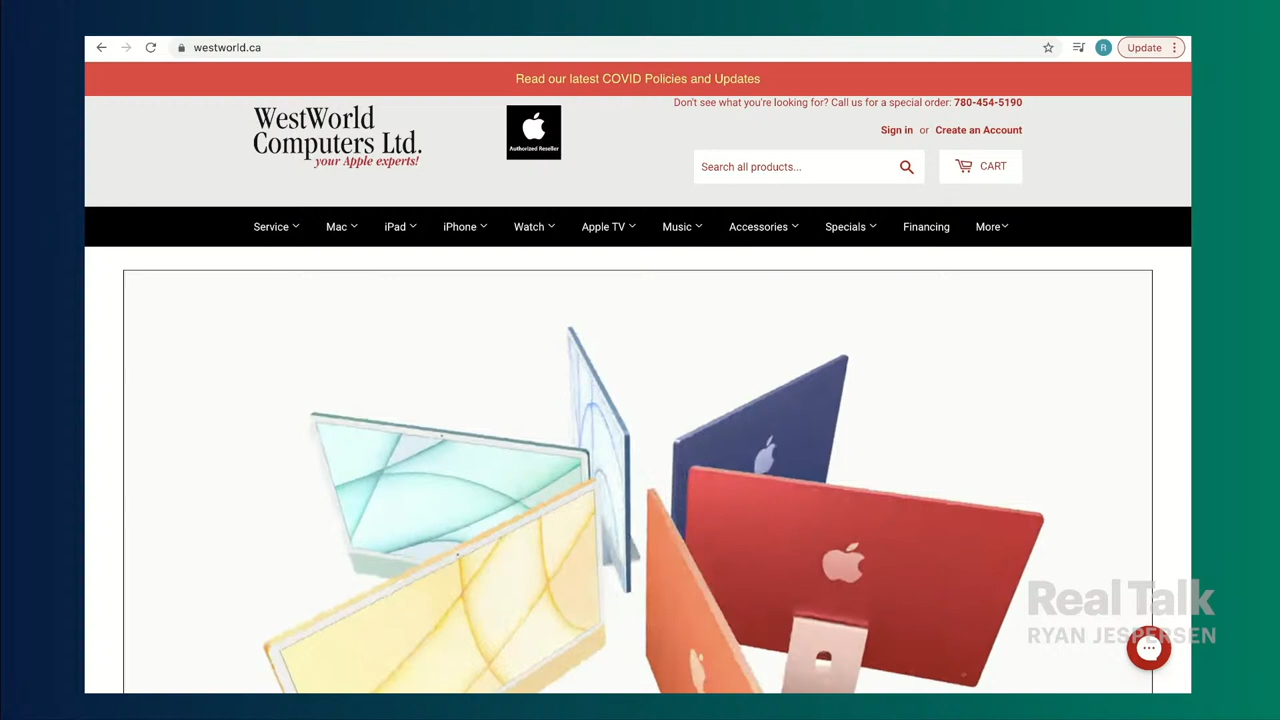 westworld.ca
R
Update
Read our latest COVID Policies and Updates
Don't see what you're looking for? Call us for a special order: 780-454-5190
WestWorld
Computers Ltd.
your Apple experts!
Authorized Reseller
Sign in or Create an Account
Search all products...
CART
Service
Mac
iPad
iPhone
Watch
Apple TV
Music
Accessories
Specials
Financing
More
Real Talk
RYAN JESPERSEN